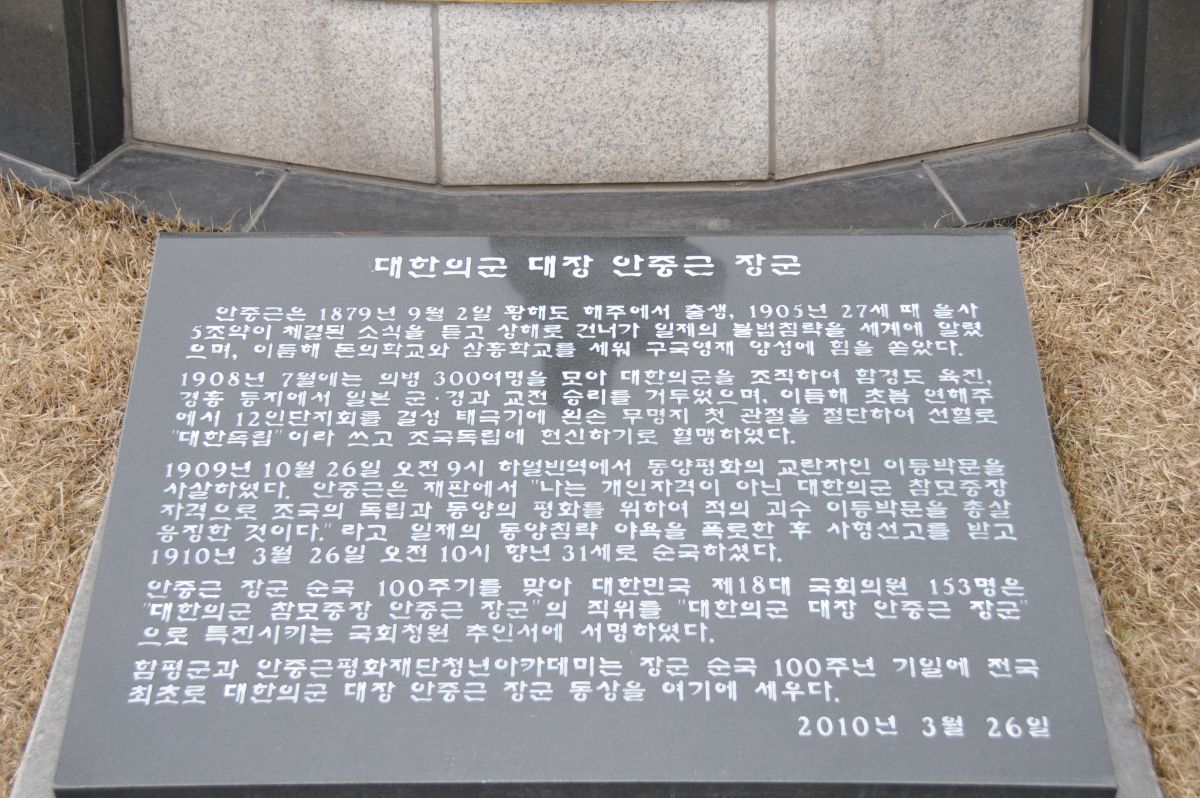 대한의군 대장 안중근 장군
안중근은 1879년 9월 2일 황해도 해주에서 출생, 1905년 27세 때 을사
5조약이 체결된 소식을 듣고 상해로 건너가 일제의 불법침략을 세계에 알렸
으며, 이듬해 돈의학교와 삼흥학교를 세워 구국영재 양성에 힘을 쏟았다.
1908년 7월에는 의병 300여명을 모아 대한의군을 조직하여 함경도 육진,
경흥 등지에서 일본 군·경과 교전 승리를 거두었으며, 이듬해 초봄 연해주
에서 12인단지회를 결성 태극기에 왼손 무명지 첫 관절을 절단하여 선혈로
"대한독립"이라 쓰고 조국독립에 헌신하기로 혈맹하였다.
1909년 10월 26일 오전 9시 하얼빈역에서 동양평화의 교란자인 이등박문을
사살하였다. 안중근은 재판에서 "나는 개인자격이 아닌 대한의군 참모중장
자격으로 조국의 독립과 동양의 평화를 위하여 적의 괴수 이등박문을 총살
응징한 것이다." 라고 일제의 동양침략 야욕을 폭로한 후 사형선고를 받고
1910년 3월 26일 오전 10시 향년 31세로 순국하셨다.
안중근 장군 순국 100주기를 맞아 대한민국 제18대 국회의원 153명은
"대한의군 참모중장 안중근 장군"의 직위를 "대한의군 대장 안중근 장군"
으로 특진시키는 국회청원 추인서에 서명하였다.
함평군과 안중근평화재단청년아카데미는 장군 순국 100주년 기일에 전국
최초로 대한의군 대장 안중근 장군 동상을 여기에 세우다.
2010년 3월 26일